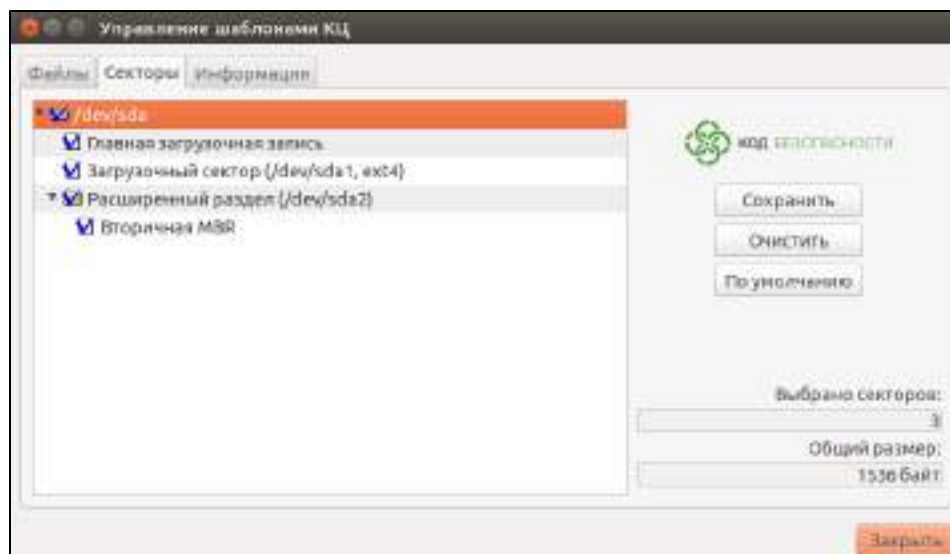 Управление шаблонами КЦ
Файлы Секторы Информация
/dev/sda
Главная загрузочная запись
Загрузочный сектор (/dev/sda1, ext4)
Расширенный раздел (/dev/sda2)
Вторичная MBR
КОД БЕЗОПАСНОСТИ
Сохранить
Очистить
По умолчанию
Выбрано секторов:
3
Общий размер:
1536 байт
Закрыть